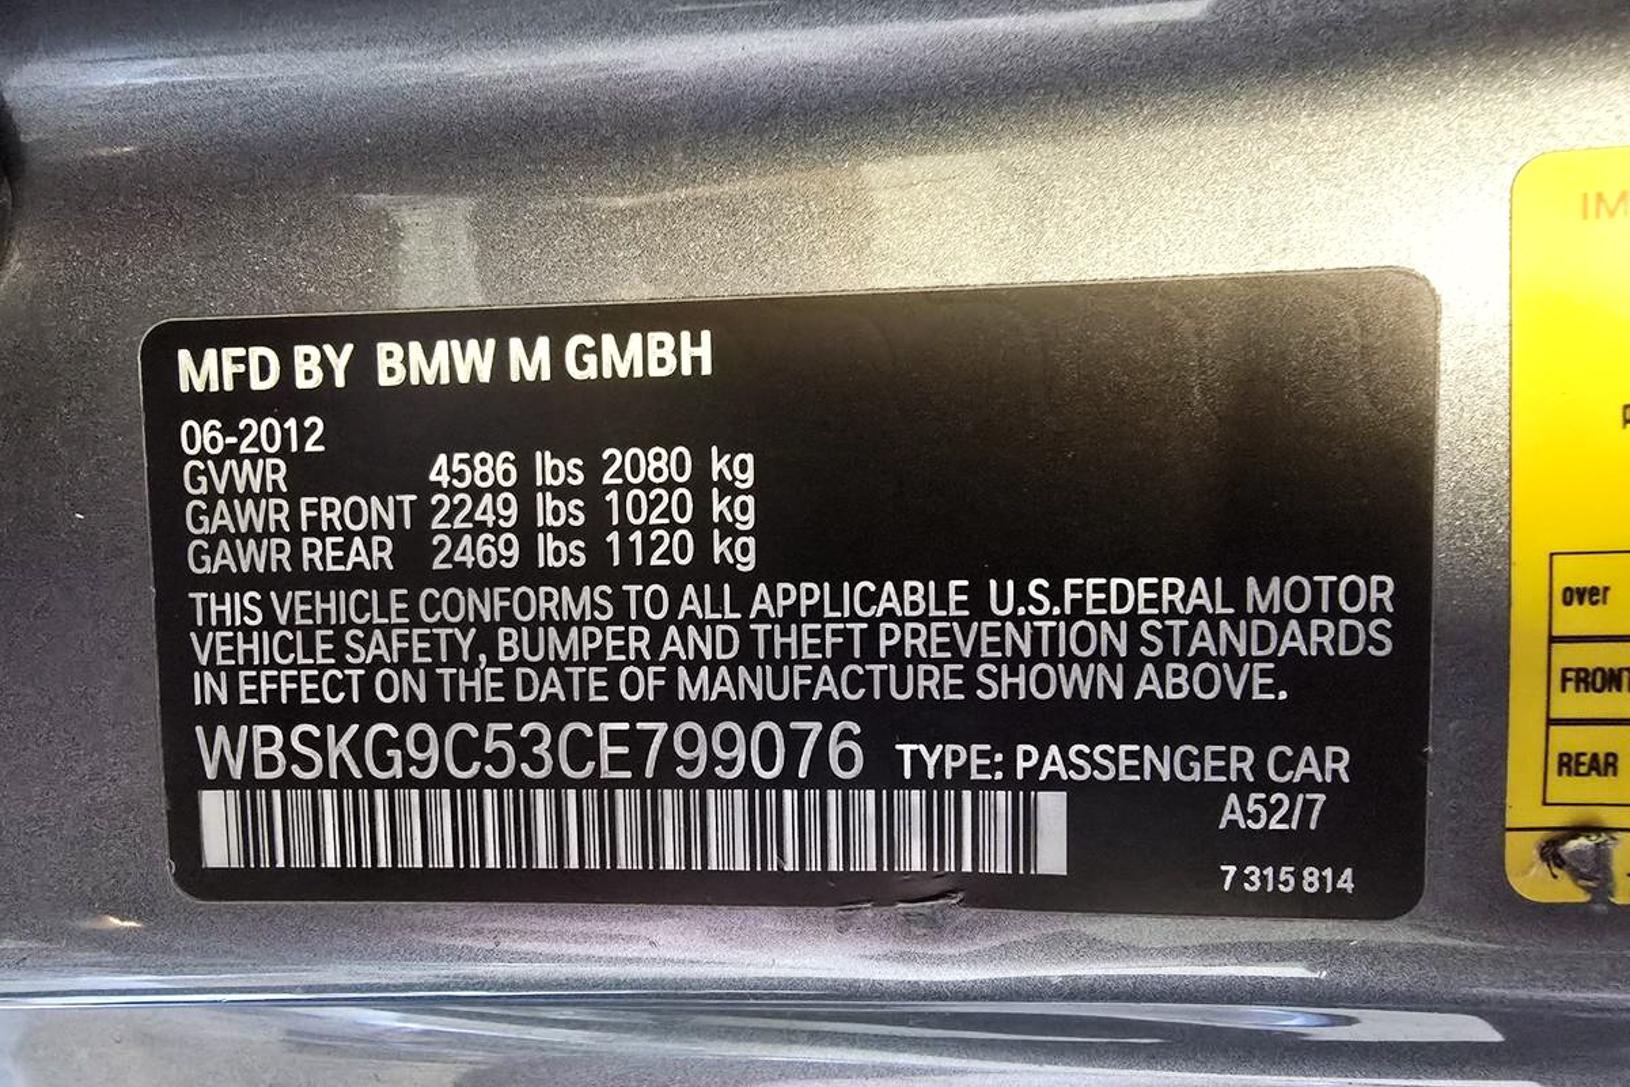 MFD BY BMW M GMBH
06-2012
GVWR 4586 lbs 2080 kg
GAWR FRONT 2249 lbs 1020 kg
GAWR REAR 2469 lbs 1120 kg
THIS VEHICLE CONFORMS TO ALL APPLICABLE U.S.FEDERAL MOTOR
VEHICLE SAFETY, BUMPER AND THEFT PREVENTION STANDARDS
IN EFFECT ON THE DATE OF MANUFACTURE SHOWN ABOVE.
WBSKG9C53CE799076 TYPE: PASSENGER CAR
A52/7
7 315 814
over
FRONT
REAR